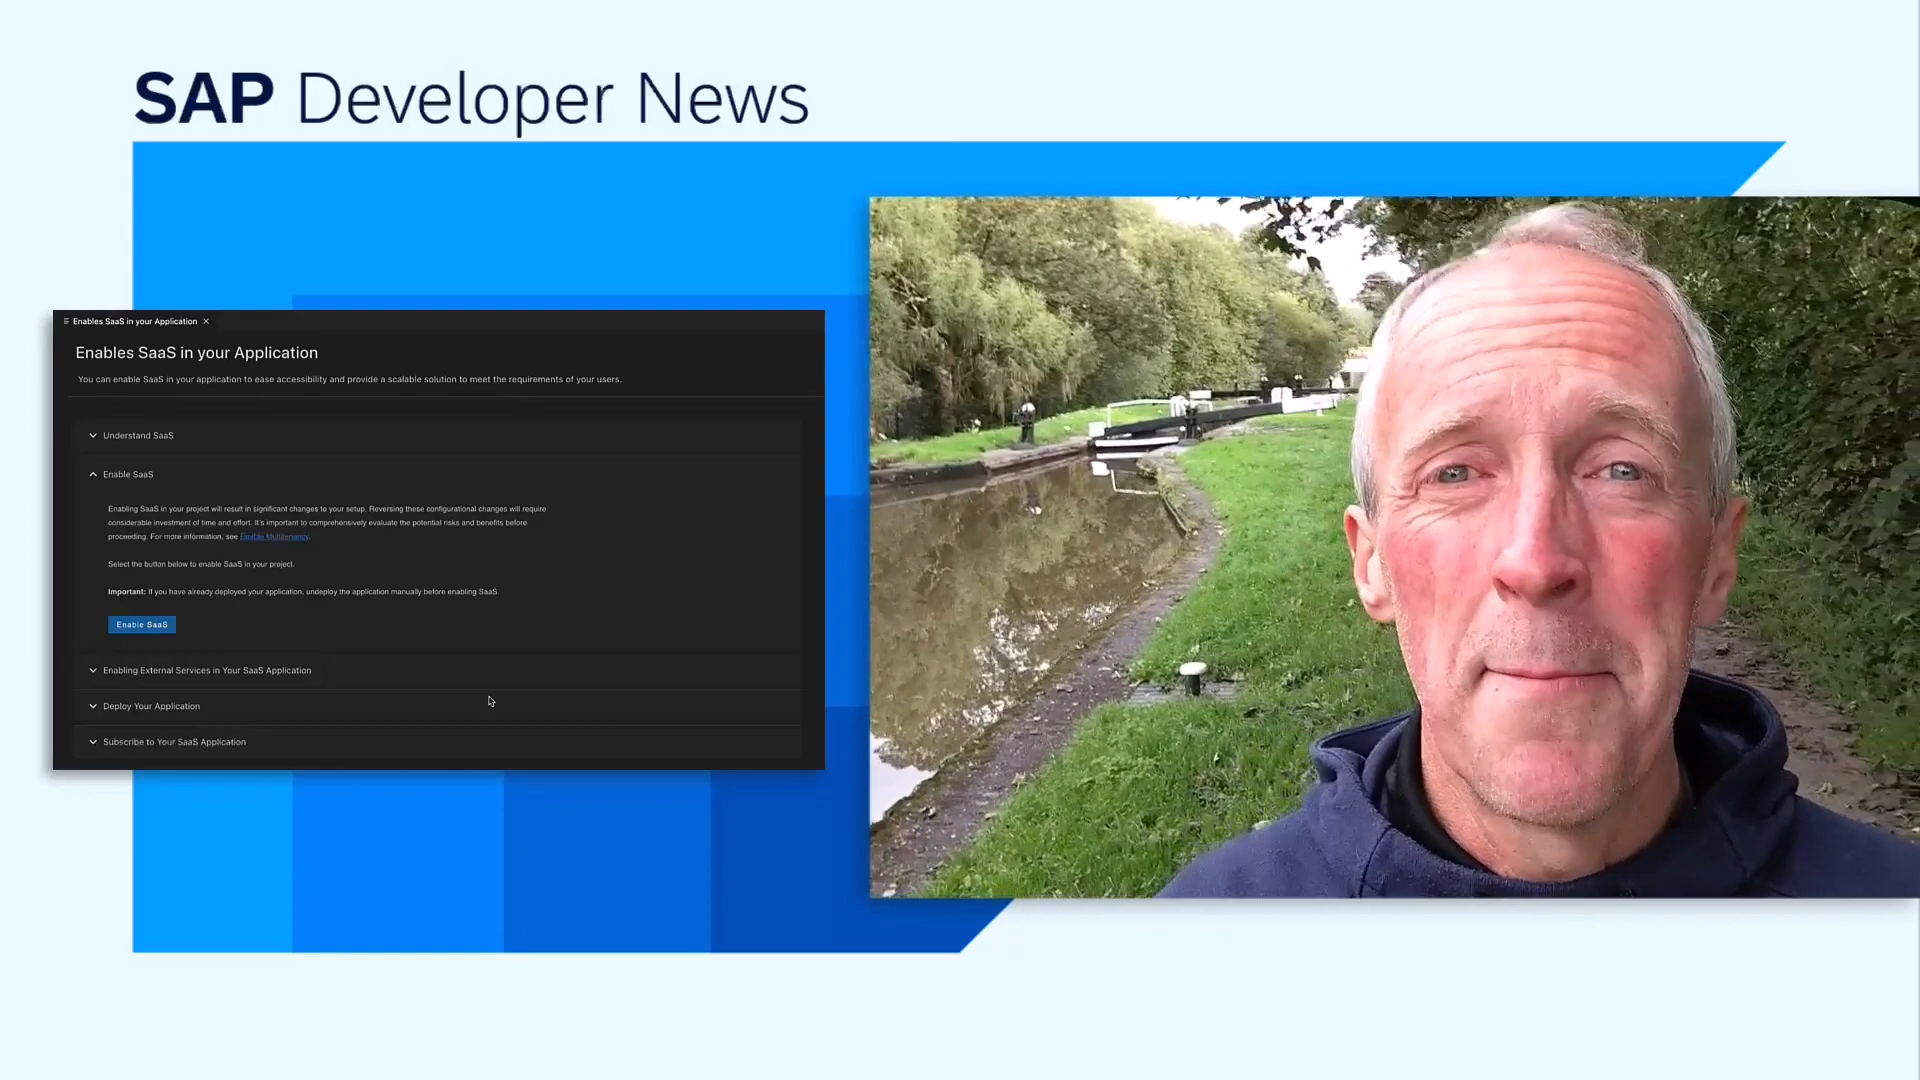 SAP Developer News
Enables SaaS in your Application
Enables SaaS in your Application
You can enable SaaS in your application to ease accessibility and provide a scalable solution to meet the requirements of your users.
Understand SaaS
Enable SaaS
Enabling SaaS in your project will result in significant changes to your setup. Reversing these configurational changes will require
considerable investment of time and effort. It's important to comprehensively evaluate the potential risks and benefits before
proceeding. For more information, see Enable Multitenancy.
Select the button below to enable SaaS in your project.
Important: If you have already deployed your application, undeploy the application manually before enabling SaaS.
Enable SaaS
Enabling External Services in Your SaaS Application
Deploy Your Application
Subscribe to Your SaaS Application